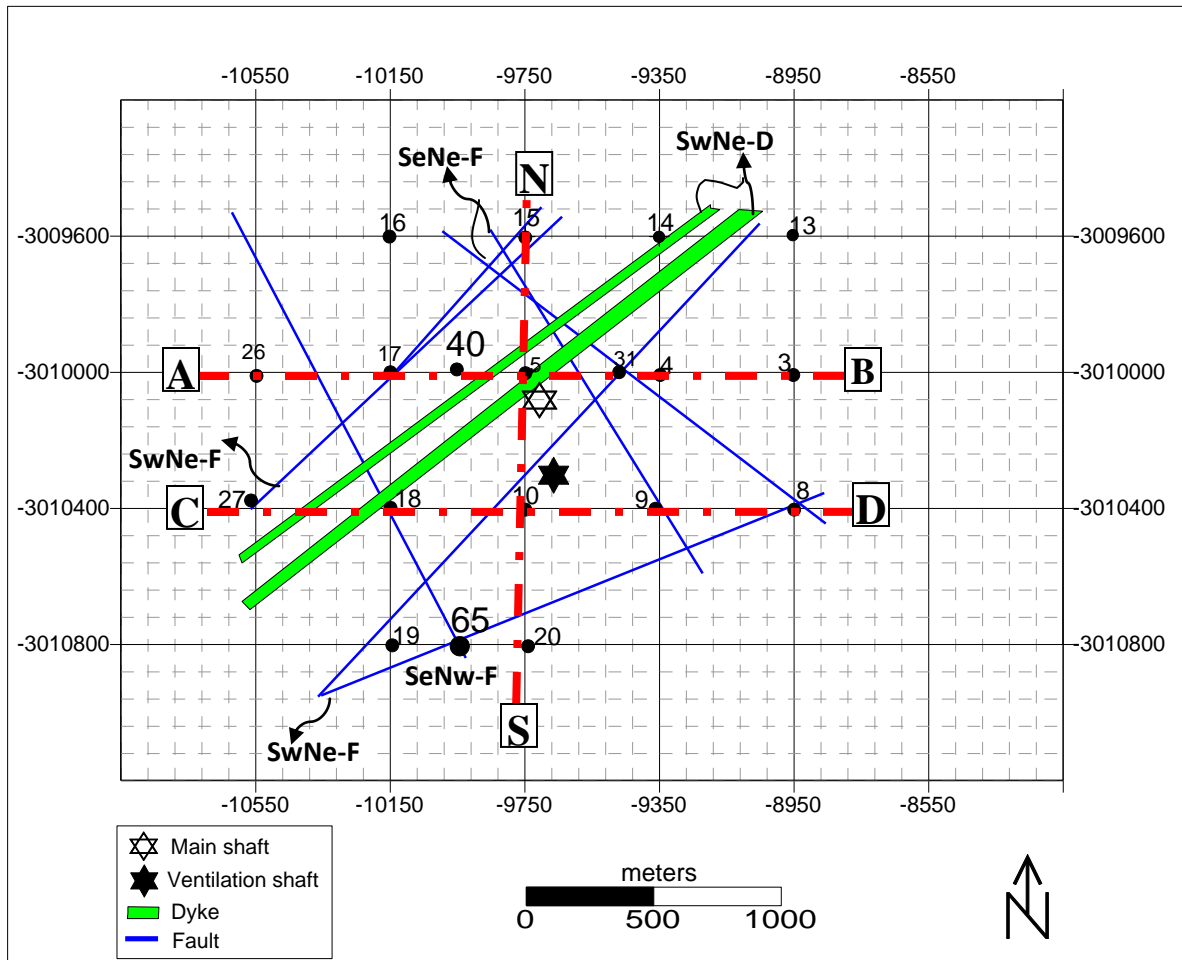 -10550 -10150 -9750 -9350 -8950 -8550
SwNe-D
SeNe-F
N
-3009600 16 15 14 13 -3009600
-3010000 A 26 17 40 5 31 4 3 B -3010000
SwNe-F
-3010400 C 27 18 10 9 8 D -3010400
-3010800 19 65 20 -3010800
SeNw-F
S
SwNe-F
-10550 -10150 -9750 -9350 -8950 -8550
Main shaft
Ventilation shaft
Dyke
Fault
meters
0 500 1000
N